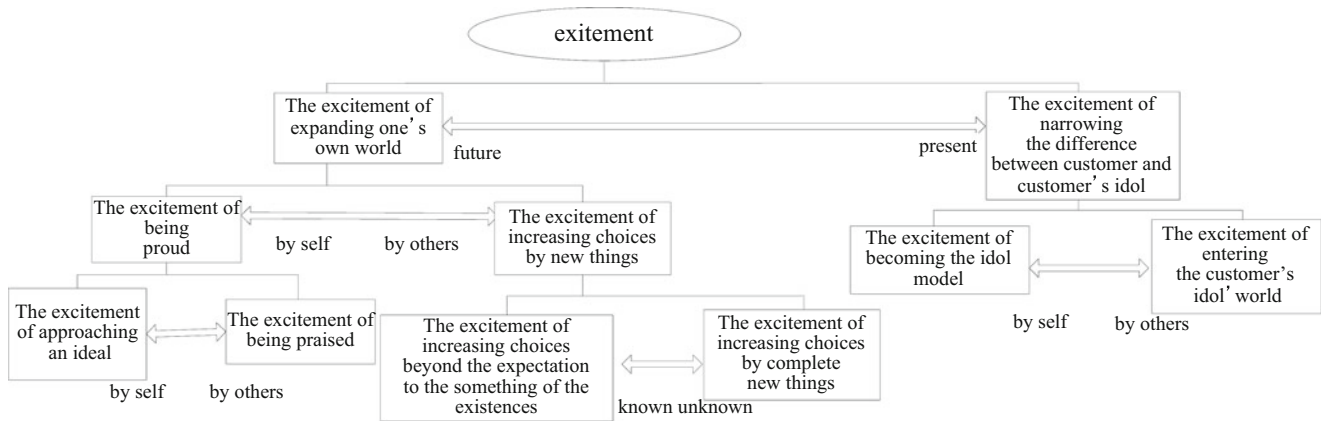 exitement
The excitement of
expanding one's
own world
The excitement of
narrowing
the difference
between customer and
customer's idol
future
present
The excitement of
being
proud
by self
by others
The excitement of
increasing choices
by new things
The excitement of
becoming the idol
model
The excitement of
entering
the customer's
idol' world
by self
by others
The excitement
of approaching
an ideal
The excitement of
being praised
by self
by others
The excitement of
increasing choices
beyond the expectation
to the something of the
existences
The excitement of
increasing choices
by complete
new things
known unknown